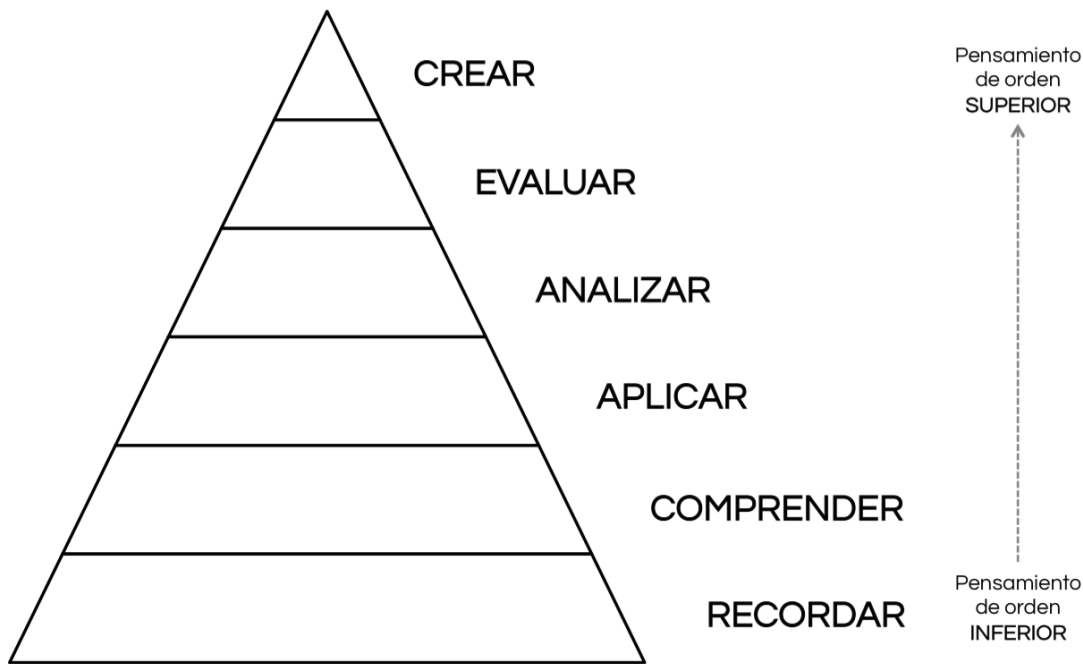 CREAR
EVALUAR
ANALIZAR
APLICAR
COMPRENDER
RECORDAR
Pensamiento
de orden
SUPERIOR
Pensamiento
de orden
INFERIOR